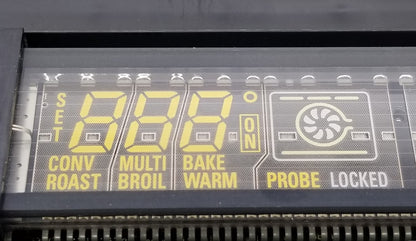 SET 888° ON
CONV MULTI BAKE
ROAST BROIL WARM PROBE LOCKED